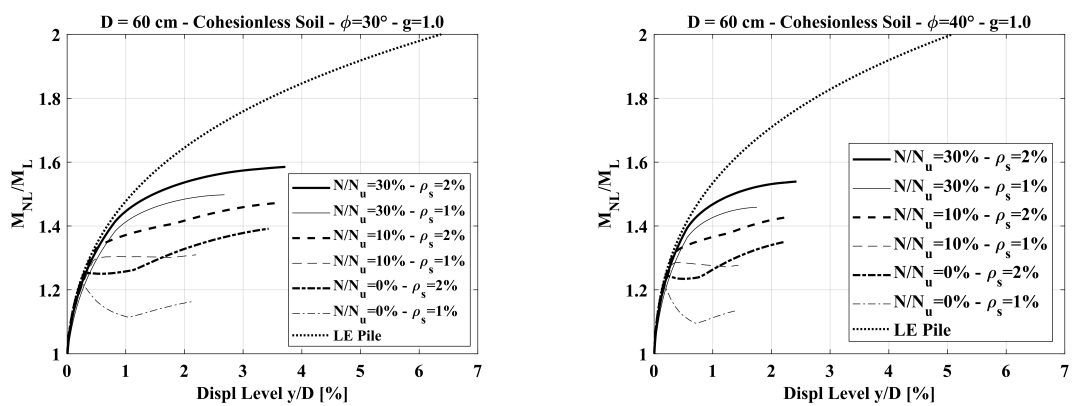 D = 60 cm - Cohesionless Soil - ϕ=30° - g=1.0
2
1.8
1.6
1.4
1.2
1
M_NL/M_L
N/N_u=30% - ρ_s=2%
N/N_u=30% - ρ_s=1%
N/N_u=10% - ρ_s=2%
N/N_u=10% - ρ_s=1%
N/N_u=0% - ρ_s=2%
N/N_u=0% - ρ_s=1%
LE Pile
0 1 2 3 4 5 6 7
Displ Level y/D [%]
D = 60 cm - Cohesionless Soil - ϕ=40° - g=1.0
2
1.8
1.6
1.4
1.2
1
M_NL/M_L
N/N_u=30% - ρ_s=2%
N/N_u=30% - ρ_s=1%
N/N_u=10% - ρ_s=2%
N/N_u=10% - ρ_s=1%
N/N_u=0% - ρ_s=2%
N/N_u=0% - ρ_s=1%
LE Pile
0 1 2 3 4 5 6 7
Displ Level y/D [%]